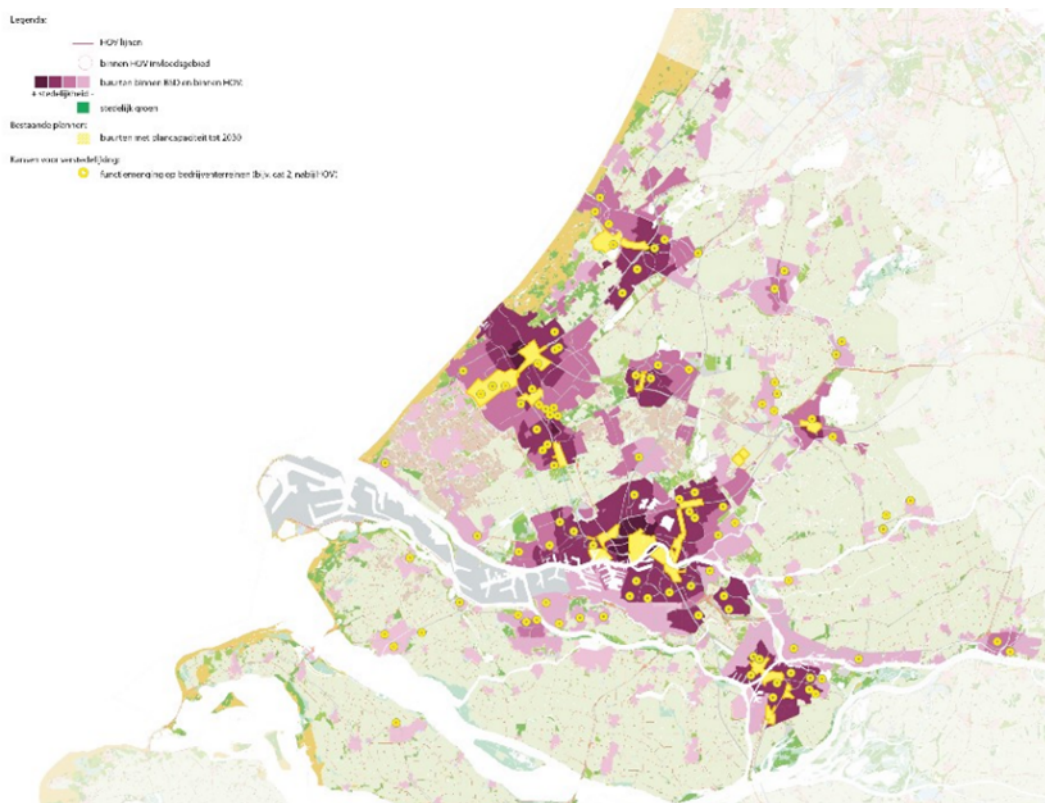 Legenda:
HOV lijnen
binnen HOV invloedsgebied
buurten binnen BSD en binnen HOV
+ stedelijkheid -
stedelijk groen
Bestaande plannen:
buurten met plancapaciteit tot 2030
Kansen voor verstedelijking:
functiemenging op bedrijventerreinen (bijv. cat 2, nabij HOV)